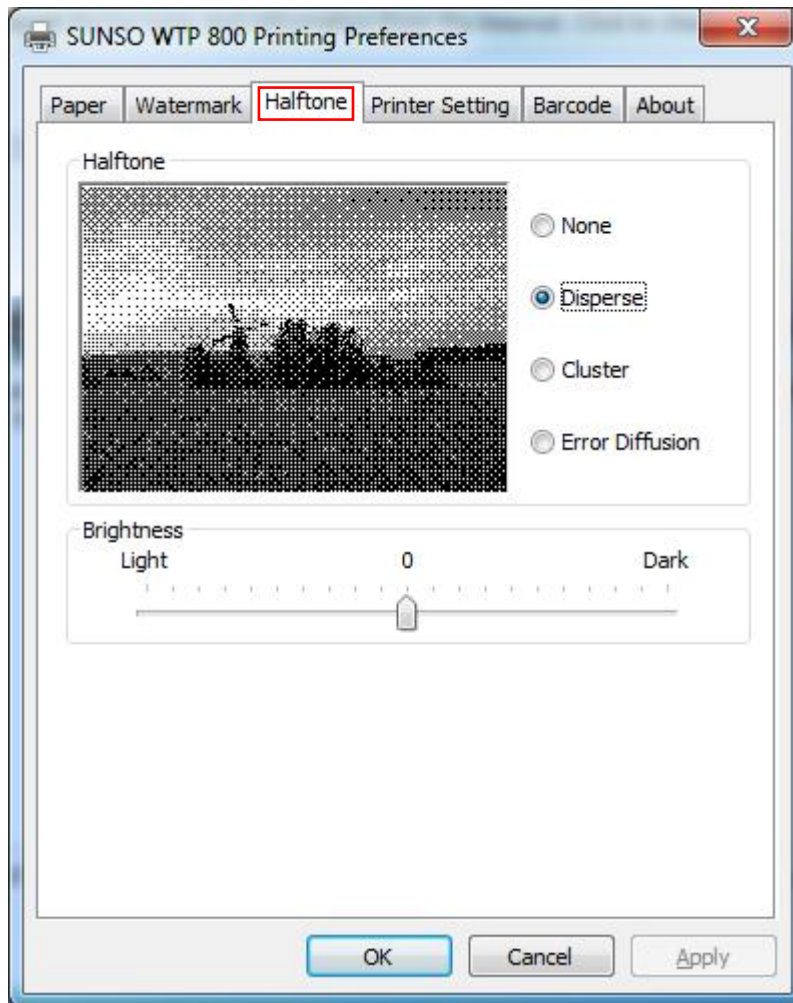 SUNSO WTP 800 Printing Preferences
Paper Watermark Halftone Printer Setting Barcode About
Halftone
None
Disperse
Cluster
Error Diffusion
Brightness
Light 0 Dark
OK Cancel Apply